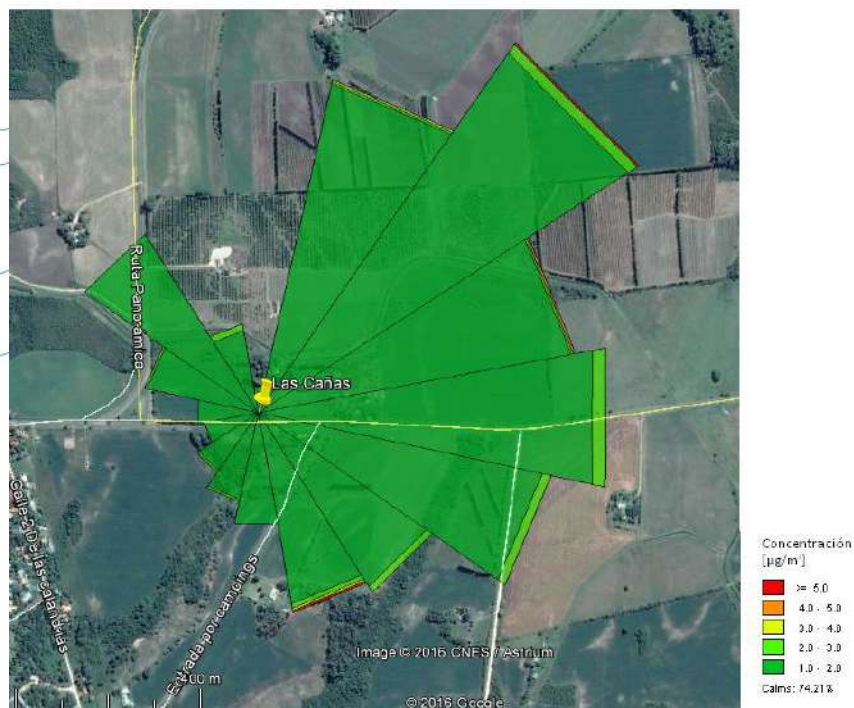 Ruta Panorámica
Las Cañas
Calle 2 De las calandrias
Entrada por campings
400 m
Image © 2016 CNES / Astrium
© 2016 Google
Concentración
[µg/m³]
>= 5.0
4.0 - 5.0
3.0 - 4.0
2.0 - 3.0
1.0 - 2.0
Calms: 74.21%